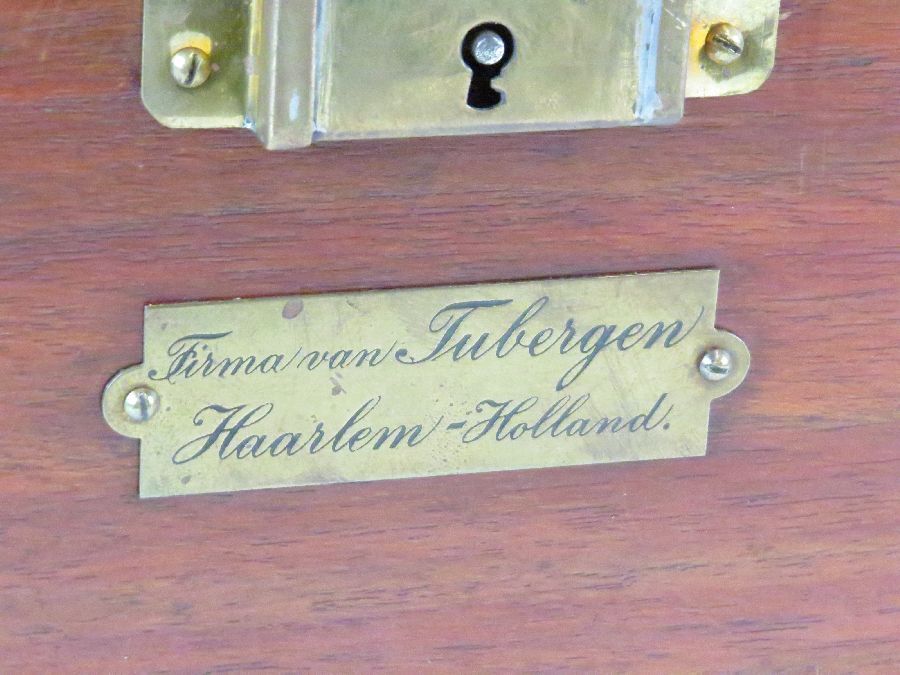 Firma van Tubergen
Haarlem - Holland.